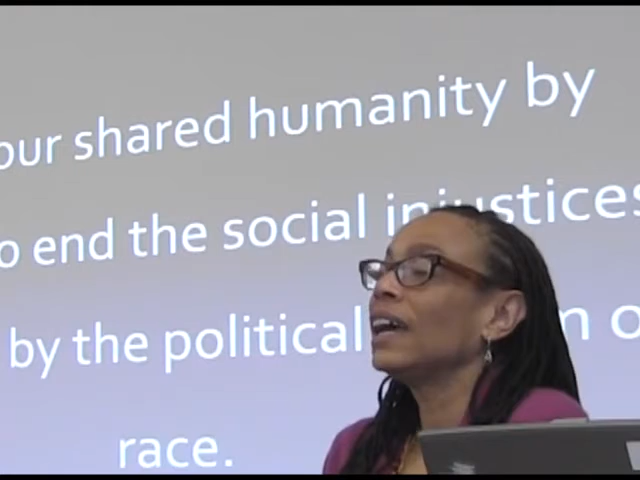 our shared humanity by
o end the social injustices
by the political n o
race.